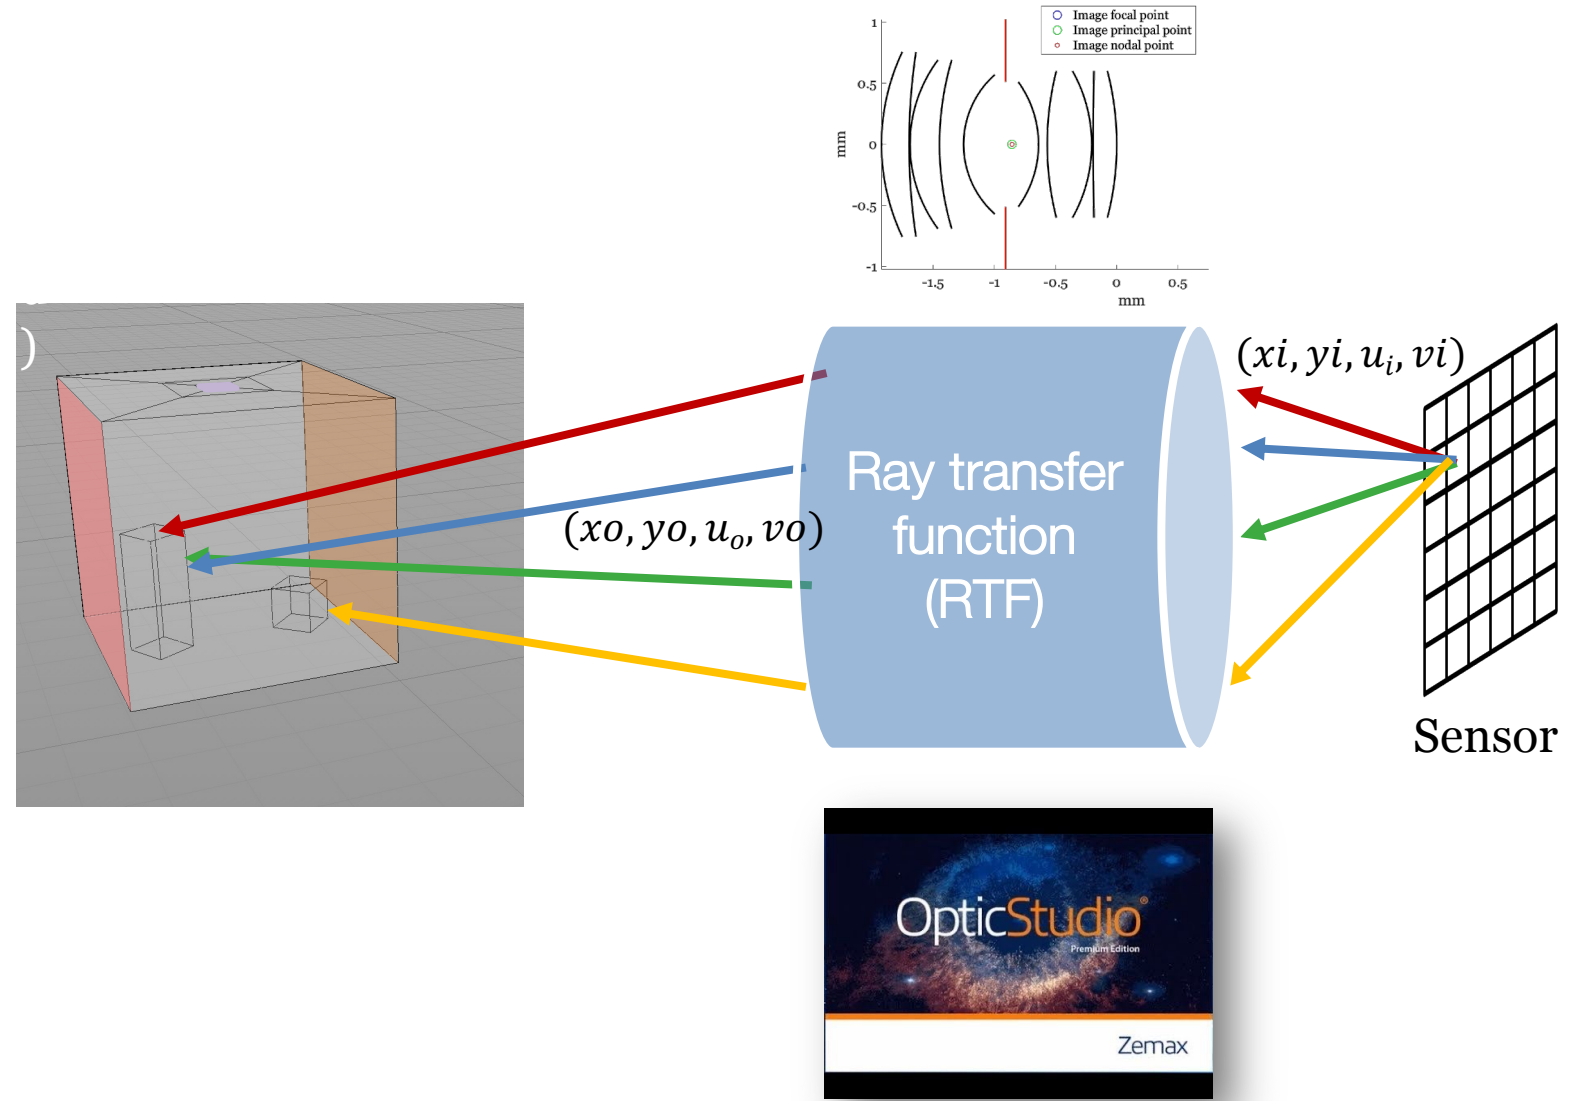 Image focal point
Image principal point
Image nodal point
1
0.5
0
-0.5
-1
mm
-1.5
-1
-0.5
0
0.5
mm
)
(xi, yi, u_i, vi)
Ray transfer
function
(RTF)
(xo, yo, u_o, vo)
Sensor
OpticStudio®
Premium Edition
Zemax